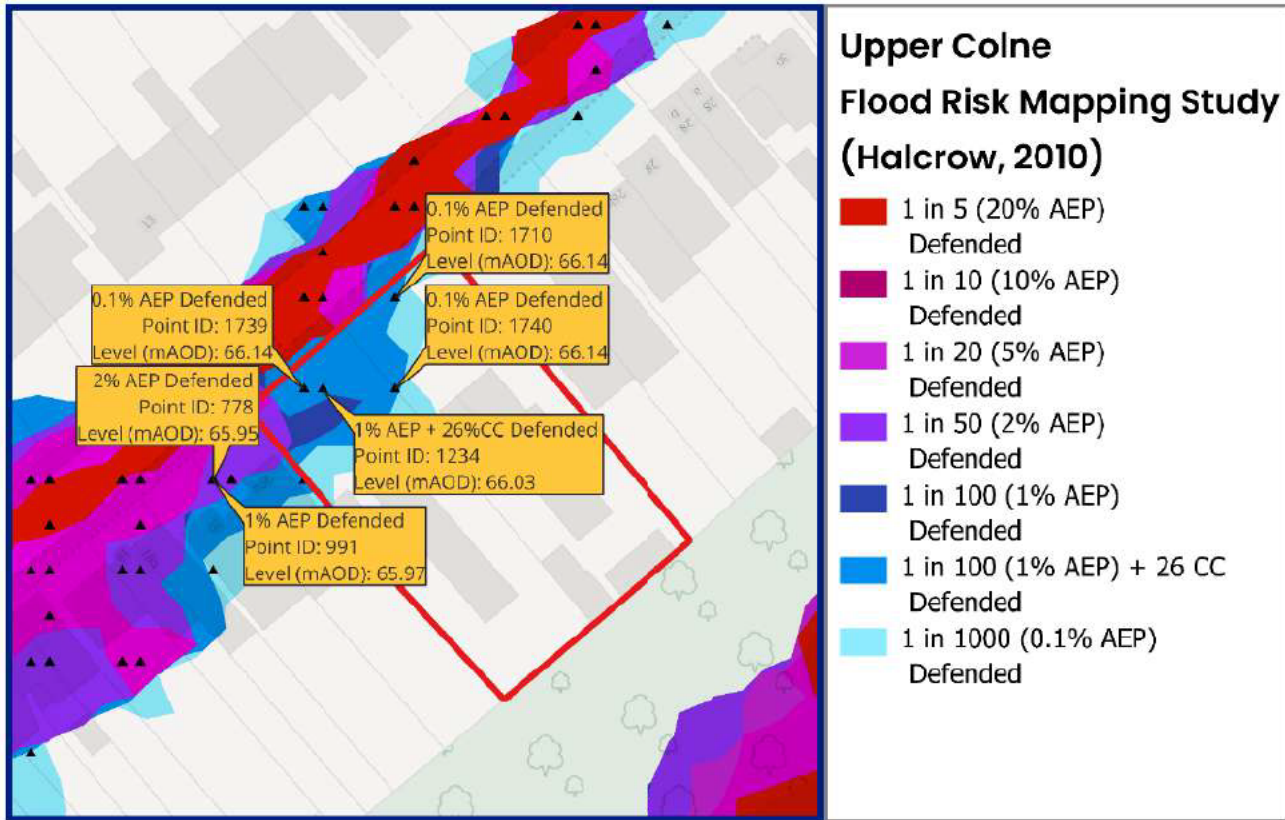 0.1% AEP Defended
Point ID: 1710
Level (mAOD): 66.14
0.1% AEP Defended
Point ID: 1739
Level (mAOD): 66.14
0.1% AEP Defended
Point ID: 1740
Level (mAOD): 66.14
2% AEP Defended
Point ID: 778
Level (mAOD): 65.95
1% AEP + 26%CC Defended
Point ID: 1234
Level (mAOD): 66.03
1% AEP Defended
Point ID: 991
Level (mAOD): 65.97
Upper Colne
Flood Risk Mapping Study
(Halcrow, 2010)
1 in 5 (20% AEP)
Defended
1 in 10 (10% AEP)
Defended
1 in 20 (5% AEP)
Defended
1 in 50 (2% AEP)
Defended
1 in 100 (1% AEP)
Defended
1 in 100 (1% AEP) + 26 CC
Defended
1 in 1000 (0.1% AEP)
Defended